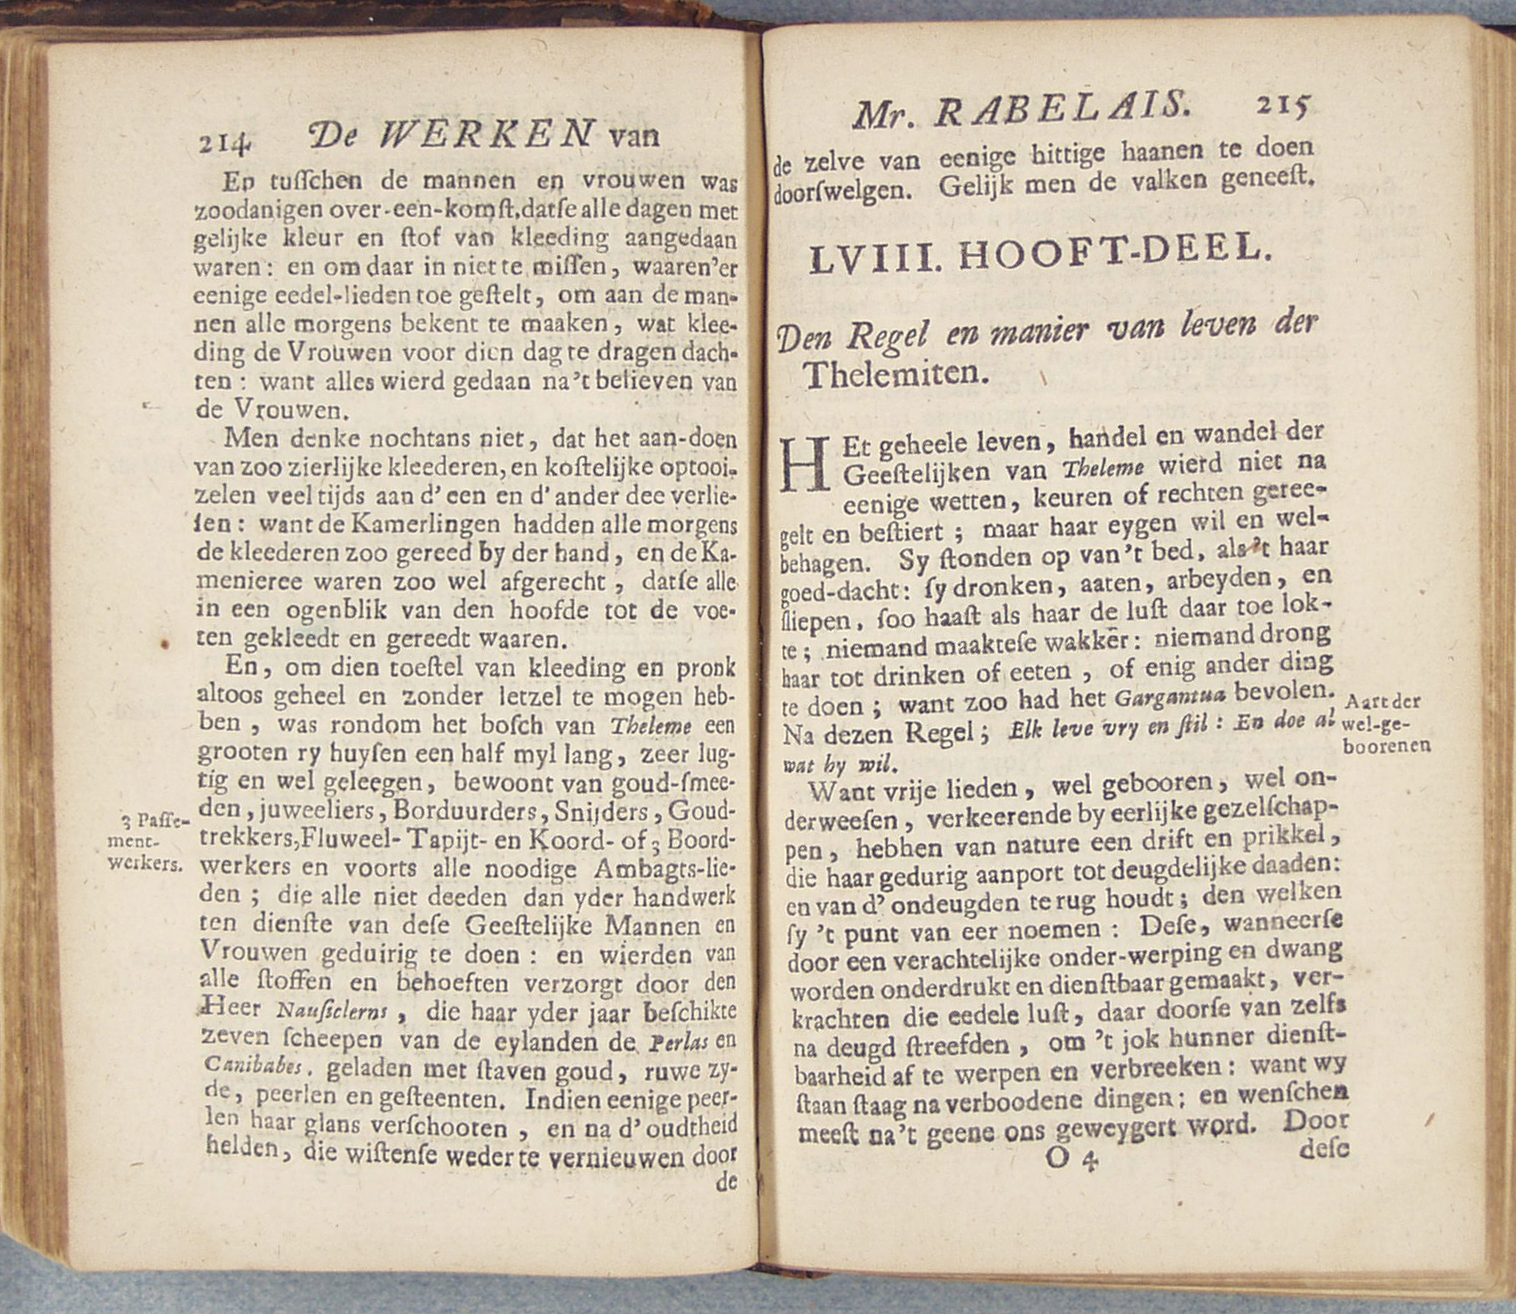 214 De WERKEN van
En tuſſchen de mannen en vrouwen was
zoodanigen over-een-komſt, datſe alle dagen met
gelijke kleur en ſtof van kleeding aangedaan
waren: en om daar in niet te miſſen, waaren'er
eenige eedel-lieden toe geſtelt, om aan de man-
nen alle morgens bekent te maaken, wat klee-
ding de Vrouwen voor dien dag te dragen dach-
ten: want alles wierd gedaan na't believen van
de Vrouwen.
Men denke nochtans niet, dat het aan-doen
van zoo zierlijke kleederen, en koſtelijke optooi-
zelen veel tijds aan d'een en d'ander dee verlie-
ſen: want de Kamerlingen hadden alle morgens
de kleederen zoo gereed by der hand, en de Ka-
menieree waren zoo wel afgerecht, datſe alle
in een ogenblik van den hoofde tot de voe-
ten gekleedt en gereedt waaren.
En, om dien toeſtel van kleeding en pronk
altoos geheel en zonder letzel te mogen heb-
ben, was rondom het boſch van Theleme een
grooten ry huyſen een half myl lang, zeer lug-
tig en wel geleegen, bewoont van goud-ſmee-
den, juweeliers, Borduurders, Snijders, Goud-
trekkers, Fluweel- Tapijt- en Koord- of 3 Boord-
werkers en voorts alle noodige Ambagts-lie-
den; die alle niet deeden dan yder handwerk
ten dienſte van deſe Geeſtelijke Mannen en
Vrouwen geduirig te doen: en wierden van
alle ſtoffen en behoeften verzorgt door den
Heer Nauſiclerns, die haar yder jaar beſchikte
zeven ſcheepen van de eylanden de Perlas en
Canibabes, geladen met ſtaven goud, ruwe zy-
de, peerlen en geſteenten. Indien eenige peer-
len haar glans verſchooten, en na d'oudtheid
helden, die wiſtenſe weder te vernieuwen door
de
3 Paſſe-
ment-
werkers.
Mr. RABELAIS. 215
de zelve van eenige hittige haanen te doen
doorſwelgen. Gelijk men de valken geneeſt.
LVIII. HOOFT-DEEL.
Den Regel en manier van leven der
Thelemiten.
HEt geheele leven, handel en wandel der
Geeſtelijken van Theleme wierd niet na
eenige wetten, keuren of rechten geree-
gelt en beſtiert; maar haar eygen wil en wel-
behagen. Sy ſtonden op van't bed, als't haar
goed-dacht: ſy dronken, aaten, arbeyden, en
ſliepen, ſoo haaſt als haar de luſt daar toe lok-
te; niemand maakteſe wakker: niemand drong
haar tot drinken of eeten, of enig ander ding
te doen; want zoo had het Gargantua bevolen.
Na dezen Regel; Elk leve vry en ſtil: En doe al
wat hy wil.
Want vrije lieden, wel gebooren, wel on-
derweeſen, verkeerende by eerlijke gezelſchap-
pen, hebhen van nature een drift en prikkel,
die haar gedurig aanport tot deugdelijke daaden:
en van d'ondeugden te rug houdt; den welken
ſy 't punt van eer noemen: Deſe, wanneerſe
door een verachtelijke onder-werping en dwang
worden onderdrukt en dienſtbaar gemaakt, ver-
krachten die eedele luſt, daar doorſe van zelfs
na deugd ſtreefden, om 't jok hunner dienſt-
baarheid af te werpen en verbreeken: want wy
ſtaan ſtaag na verboodene dingen; en wenſchen
meeſt na't geene ons geweygert word. Door
O 4 deſe
Aart der
wel-ge-
boorenen